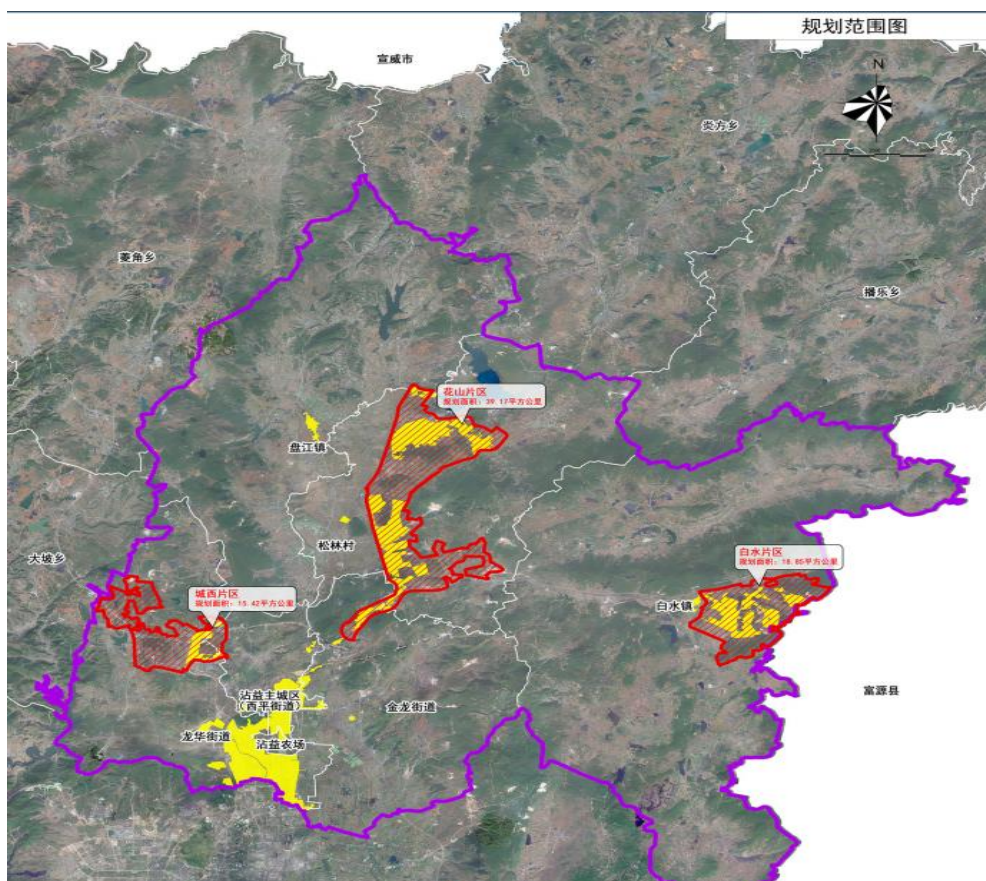 规划范围图
宣威市
N
炎方乡
菱角乡
播乐乡
花山片区
规划面积：39.17平方公里
盘江镇
松林村
大坡乡
白水片区
规划面积：18.85平方公里
城西片区
规划面积：15.42平方公里
白水镇
沾益主城区
（西平街道）
金龙街道
富源县
龙华街道
沾益农场